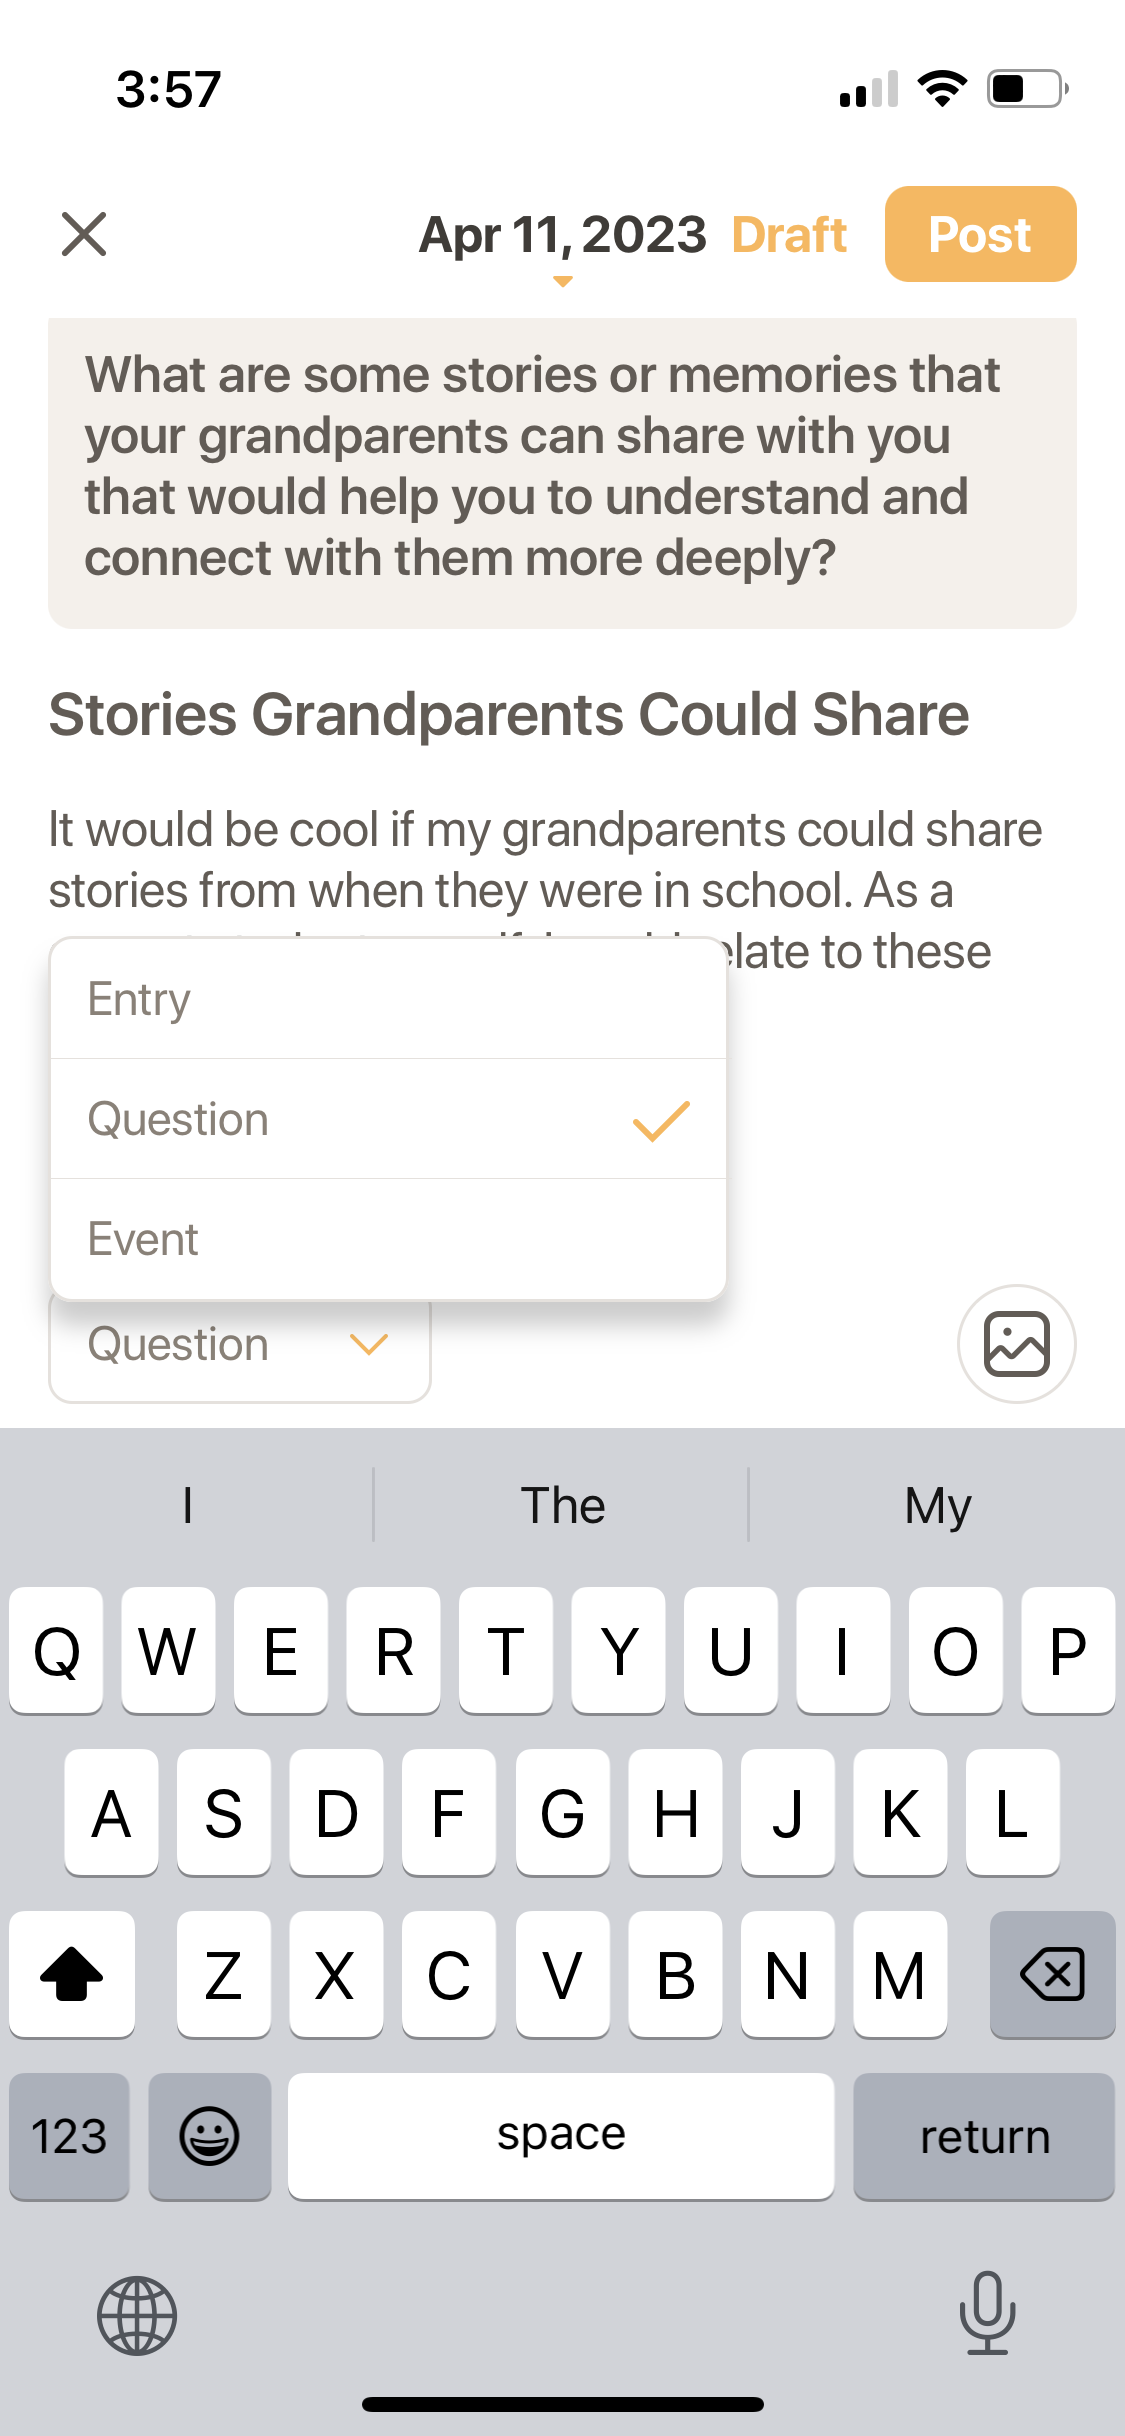 3:57
Apr 11, 2023 Draft Post
What are some stories or memories that
your grandparents can share with you
that would help you to understand and
connect with them more deeply?
Stories Grandparents Could Share
It would be cool if my grandparents could share
stories from when they were in school. As a
to these
Entry
Question
Event
Question
I The My
Q W E R T Y U I O P
A S D F G H J K L
Z X C V B N M
123 space return